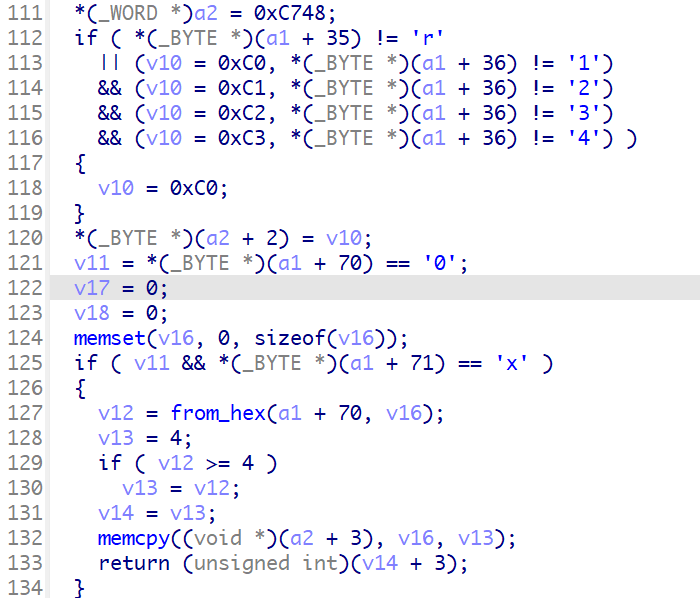 111 *(_WORD *)a2 = 0xC748;
112 if ( *(_BYTE *)(a1 + 35) != 'r'
113 || (v10 = 0xC0, *(_BYTE *)(a1 + 36) != '1')
114 && (v10 = 0xC1, *(_BYTE *)(a1 + 36) != '2')
115 && (v10 = 0xC2, *(_BYTE *)(a1 + 36) != '3')
116 && (v10 = 0xC3, *(_BYTE *)(a1 + 36) != '4') )
117 {
118 v10 = 0xC0;
119 }
120 *(_BYTE *)(a2 + 2) = v10;
121 v11 = *(_BYTE *)(a1 + 70) == '0';
122 v17 = 0;
123 v18 = 0;
124 memset(v16, 0, sizeof(v16));
125 if ( v11 && *(_BYTE *)(a1 + 71) == 'x' )
126 {
127 v12 = from_hex(a1 + 70, v16);
128 v13 = 4;
129 if ( v12 >= 4 )
130 v13 = v12;
131 v14 = v13;
132 memcpy((void *)(a2 + 3), v16, v13);
133 return (unsigned int)(v14 + 3);
134 }